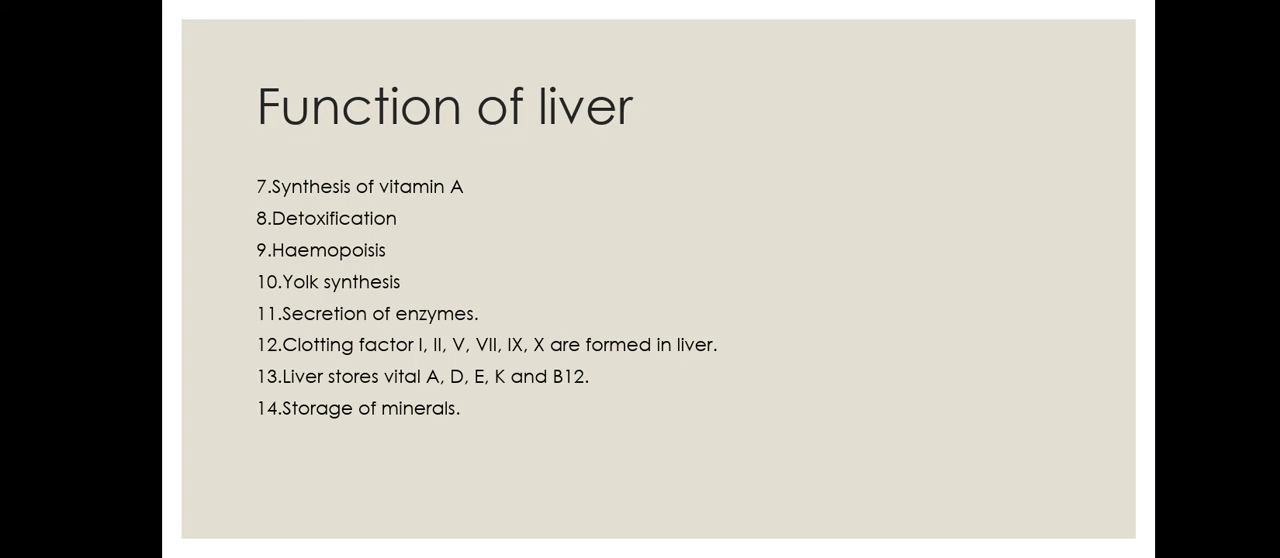 Function of liver
7.Synthesis of vitamin A
8.Detoxification
9.Haemopoisis
10.Yolk synthesis
11.Secretion of enzymes.
12.Clotting factor I, II, V, VII, IX, X are formed in liver.
13.Liver stores vital A, D, E, K and B12.
14.Storage of minerals.